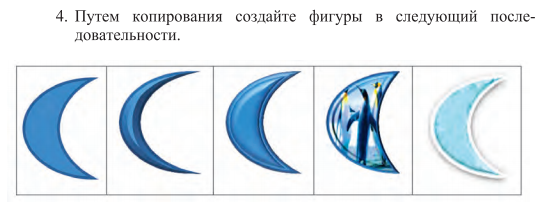 4. Путем копирования создайте фигуры в следующий после-
довательности.